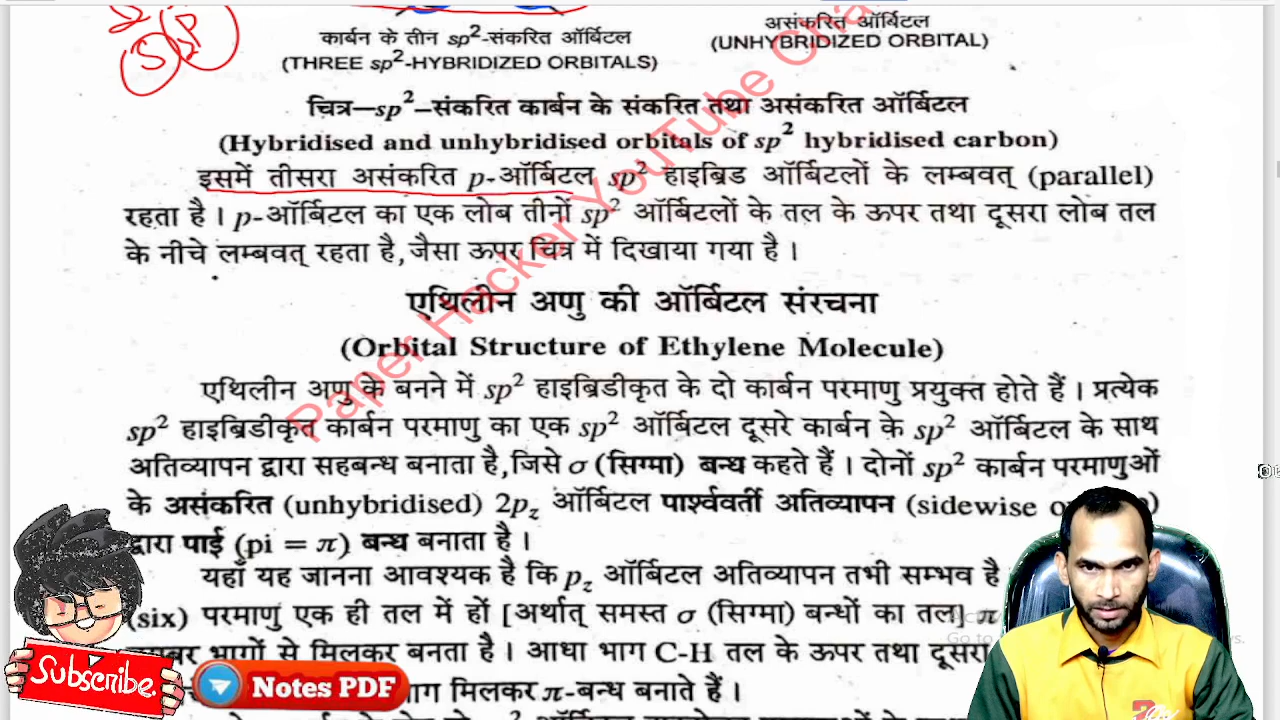 कार्बन के तीन sp²-संकरित ऑर्बिटल
(THREE sp²-HYBRIDIZED ORBITALS)
असंकरित ऑर्बिटल
(UNHYBRIDIZED ORBITAL)
चित्र—sp²–संकरित कार्बन के संकरित तथा असंकरित ऑर्बिटल
(Hybridised and unhybridised orbitals of sp² hybridised carbon)
इसमें तीसरा असंकरित p-ऑर्बिटल sp² हाइब्रिड ऑर्बिटलों के लम्बवत् (parallel)
रहता है। p-ऑर्बिटल का एक लोब तीनों sp² ऑर्बिटलों के तल के ऊपर तथा दूसरा लोब तल
के नीचे लम्बवत् रहता है, जैसा ऊपर चित्र में दिखाया गया है।
एथिलीन अणु की ऑर्बिटल संरचना
(Orbital Structure of Ethylene Molecule)
एथिलीन अणु के बनने में sp² हाइब्रिडीकृत के दो कार्बन परमाणु प्रयुक्त होते हैं। प्रत्येक
sp² हाइब्रिडीकृत कार्बन परमाणु का एक sp² ऑर्बिटल दूसरे कार्बन के sp² ऑर्बिटल के साथ
अतिव्यापन द्वारा सहबन्ध बनाता है, जिसे σ (सिग्मा) बन्ध कहते हैं। दोनों sp² कार्बन परमाणुओं
के असंकरित (unhybridised) 2p_z ऑर्बिटल पार्श्ववर्ती अतिव्यापन (sidewise
द्वारा पाई (pi = π) बन्ध बनाता है।
यहाँ यह जानना आवश्यक है कि p_z ऑर्बिटल अतिव्यापन तभी सम्भव है
(six) परमाणु एक ही तल में हों [अर्थात् समस्त σ (सिग्मा) बन्धों का तल] π
भागों से मिलकर बनता है। आधा भाग C-H तल के ऊपर तथा
मिलकर π-बन्ध बनाते हैं।
Paper Hacker YouTube
Subscribe.
Notes PDF